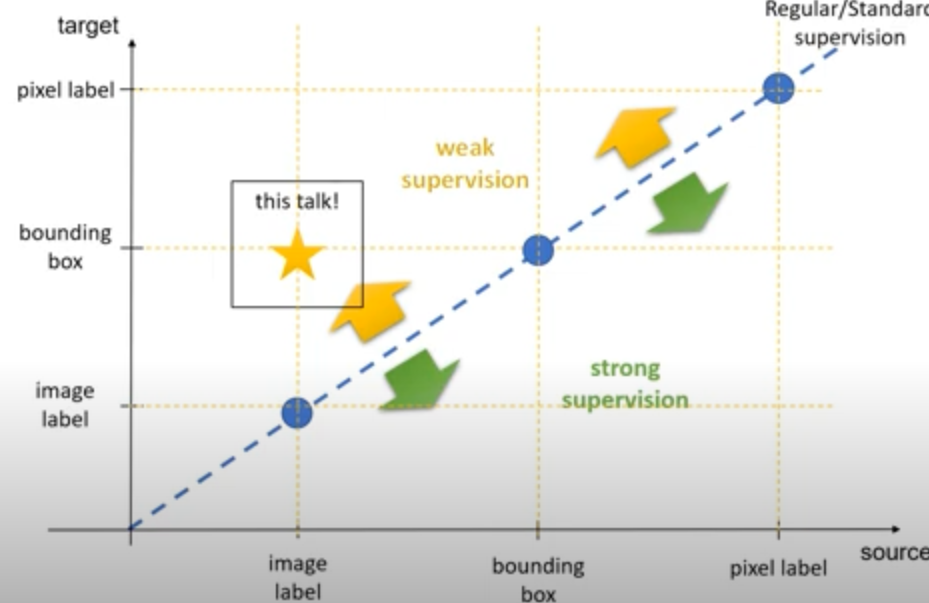 target
Regular/Standard
supervision
pixel label
weak
supervision
this talk!
bounding
box
strong
supervision
image
label
source
image
label
bounding
box
pixel label